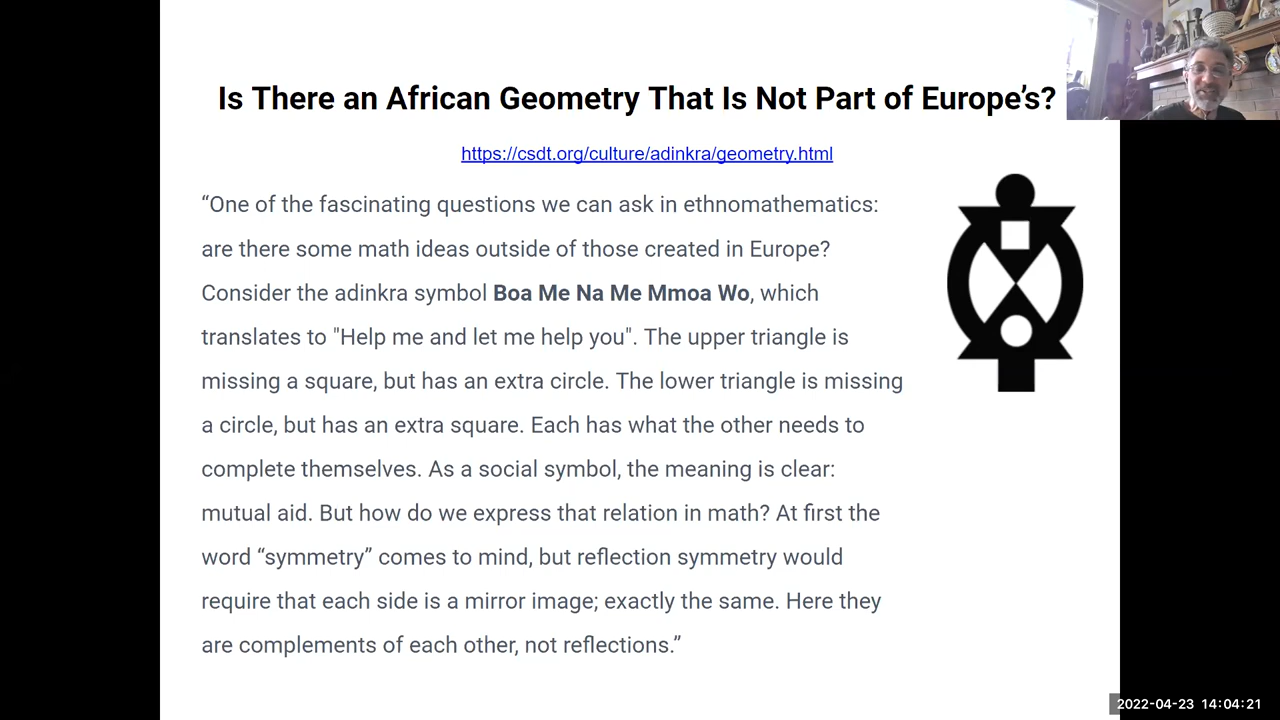 Is There an African Geometry That Is Not Part of Europe’s?
https://csdt.org/culture/adinkra/geometry.html
“One of the fascinating questions we can ask in ethnomathematics:
are there some math ideas outside of those created in Europe?
Consider the adinkra symbol Boa Me Na Me Mmoa Wo, which
translates to "Help me and let me help you". The upper triangle is
missing a square, but has an extra circle. The lower triangle is missing
a circle, but has an extra square. Each has what the other needs to
complete themselves. As a social symbol, the meaning is clear:
mutual aid. But how do we express that relation in math? At first the
word “symmetry” comes to mind, but reflection symmetry would
require that each side is a mirror image; exactly the same. Here they
are complements of each other, not reflections.”
2022-04-23 14:04:21